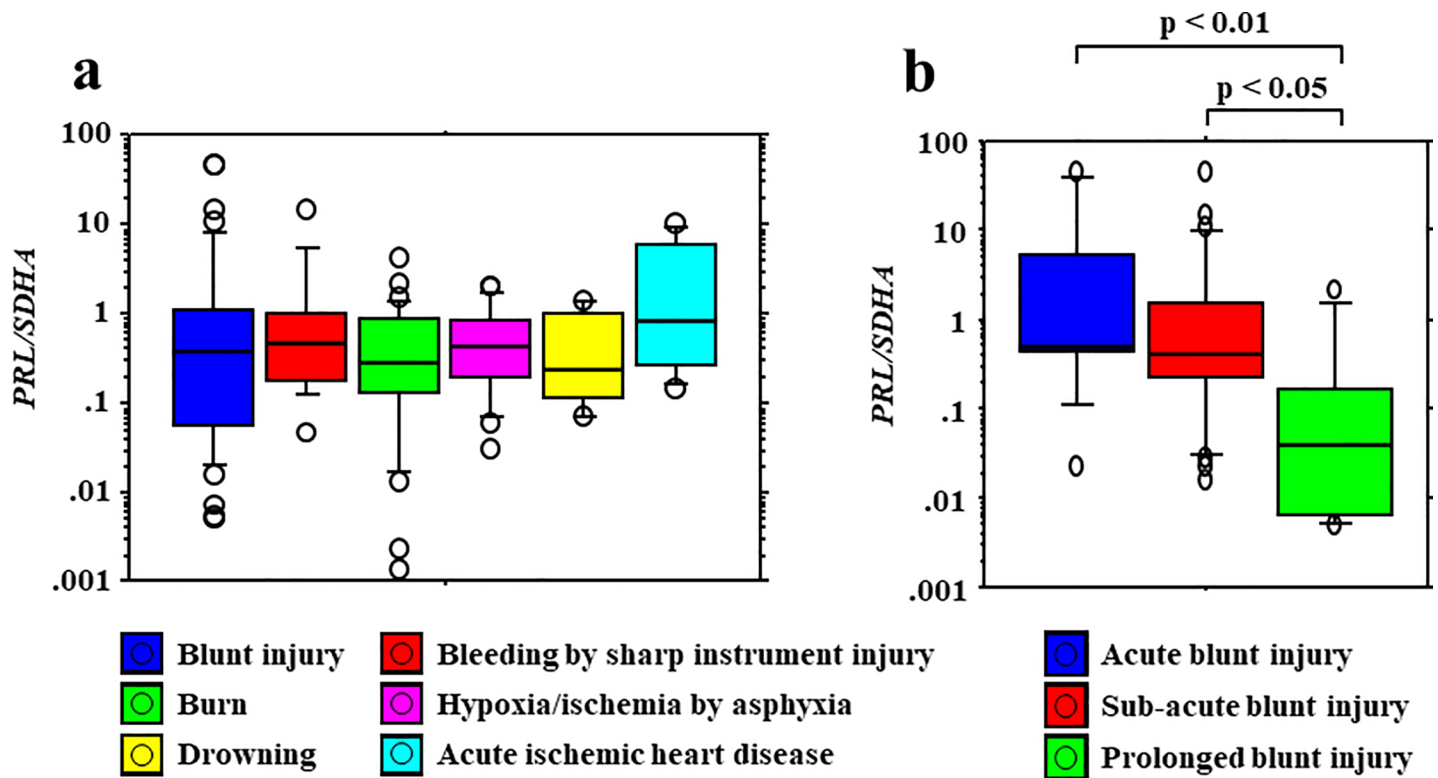 a
100
10
1
.1
.01
.001
PRL/SDHA
Blunt injury
Bleeding by sharp instrument injury
Burn
Hypoxia/ischemia by asphyxia
Drowning
Acute ischemic heart disease
b
p < 0.01
p < 0.05
100
10
1
.1
.01
.001
PRL/SDHA
Acute blunt injury
Sub-acute blunt injury
Prolonged blunt injury